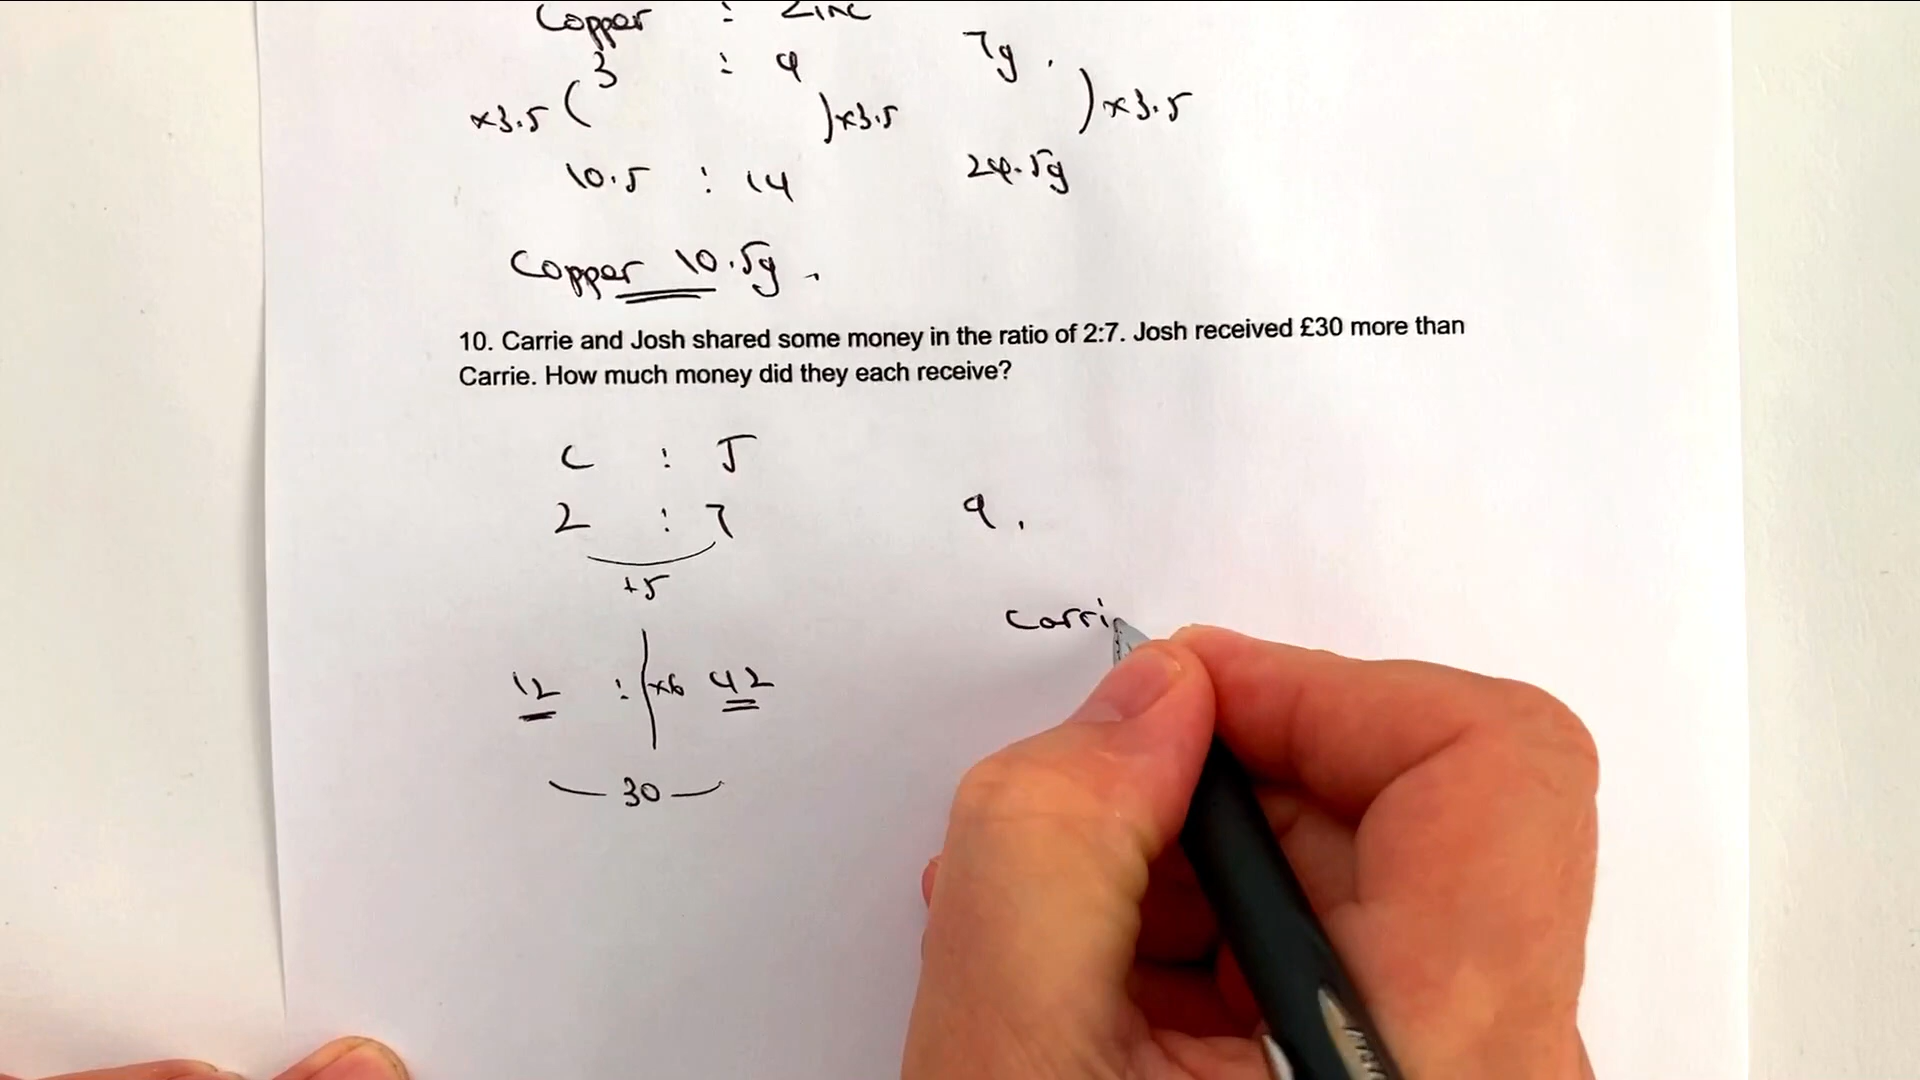 Copper : Zinc
3 : 4 7g.
×3.5 ( )×3.5 )×3.5
10.5 : 14 24.5g
Copper 10.5g.
10. Carrie and Josh shared some money in the ratio of 2:7. Josh received £30 more than
Carrie. How much money did they each receive?
C : J
2 : 7 9.
+5
Carri
12 : ×6 42
30